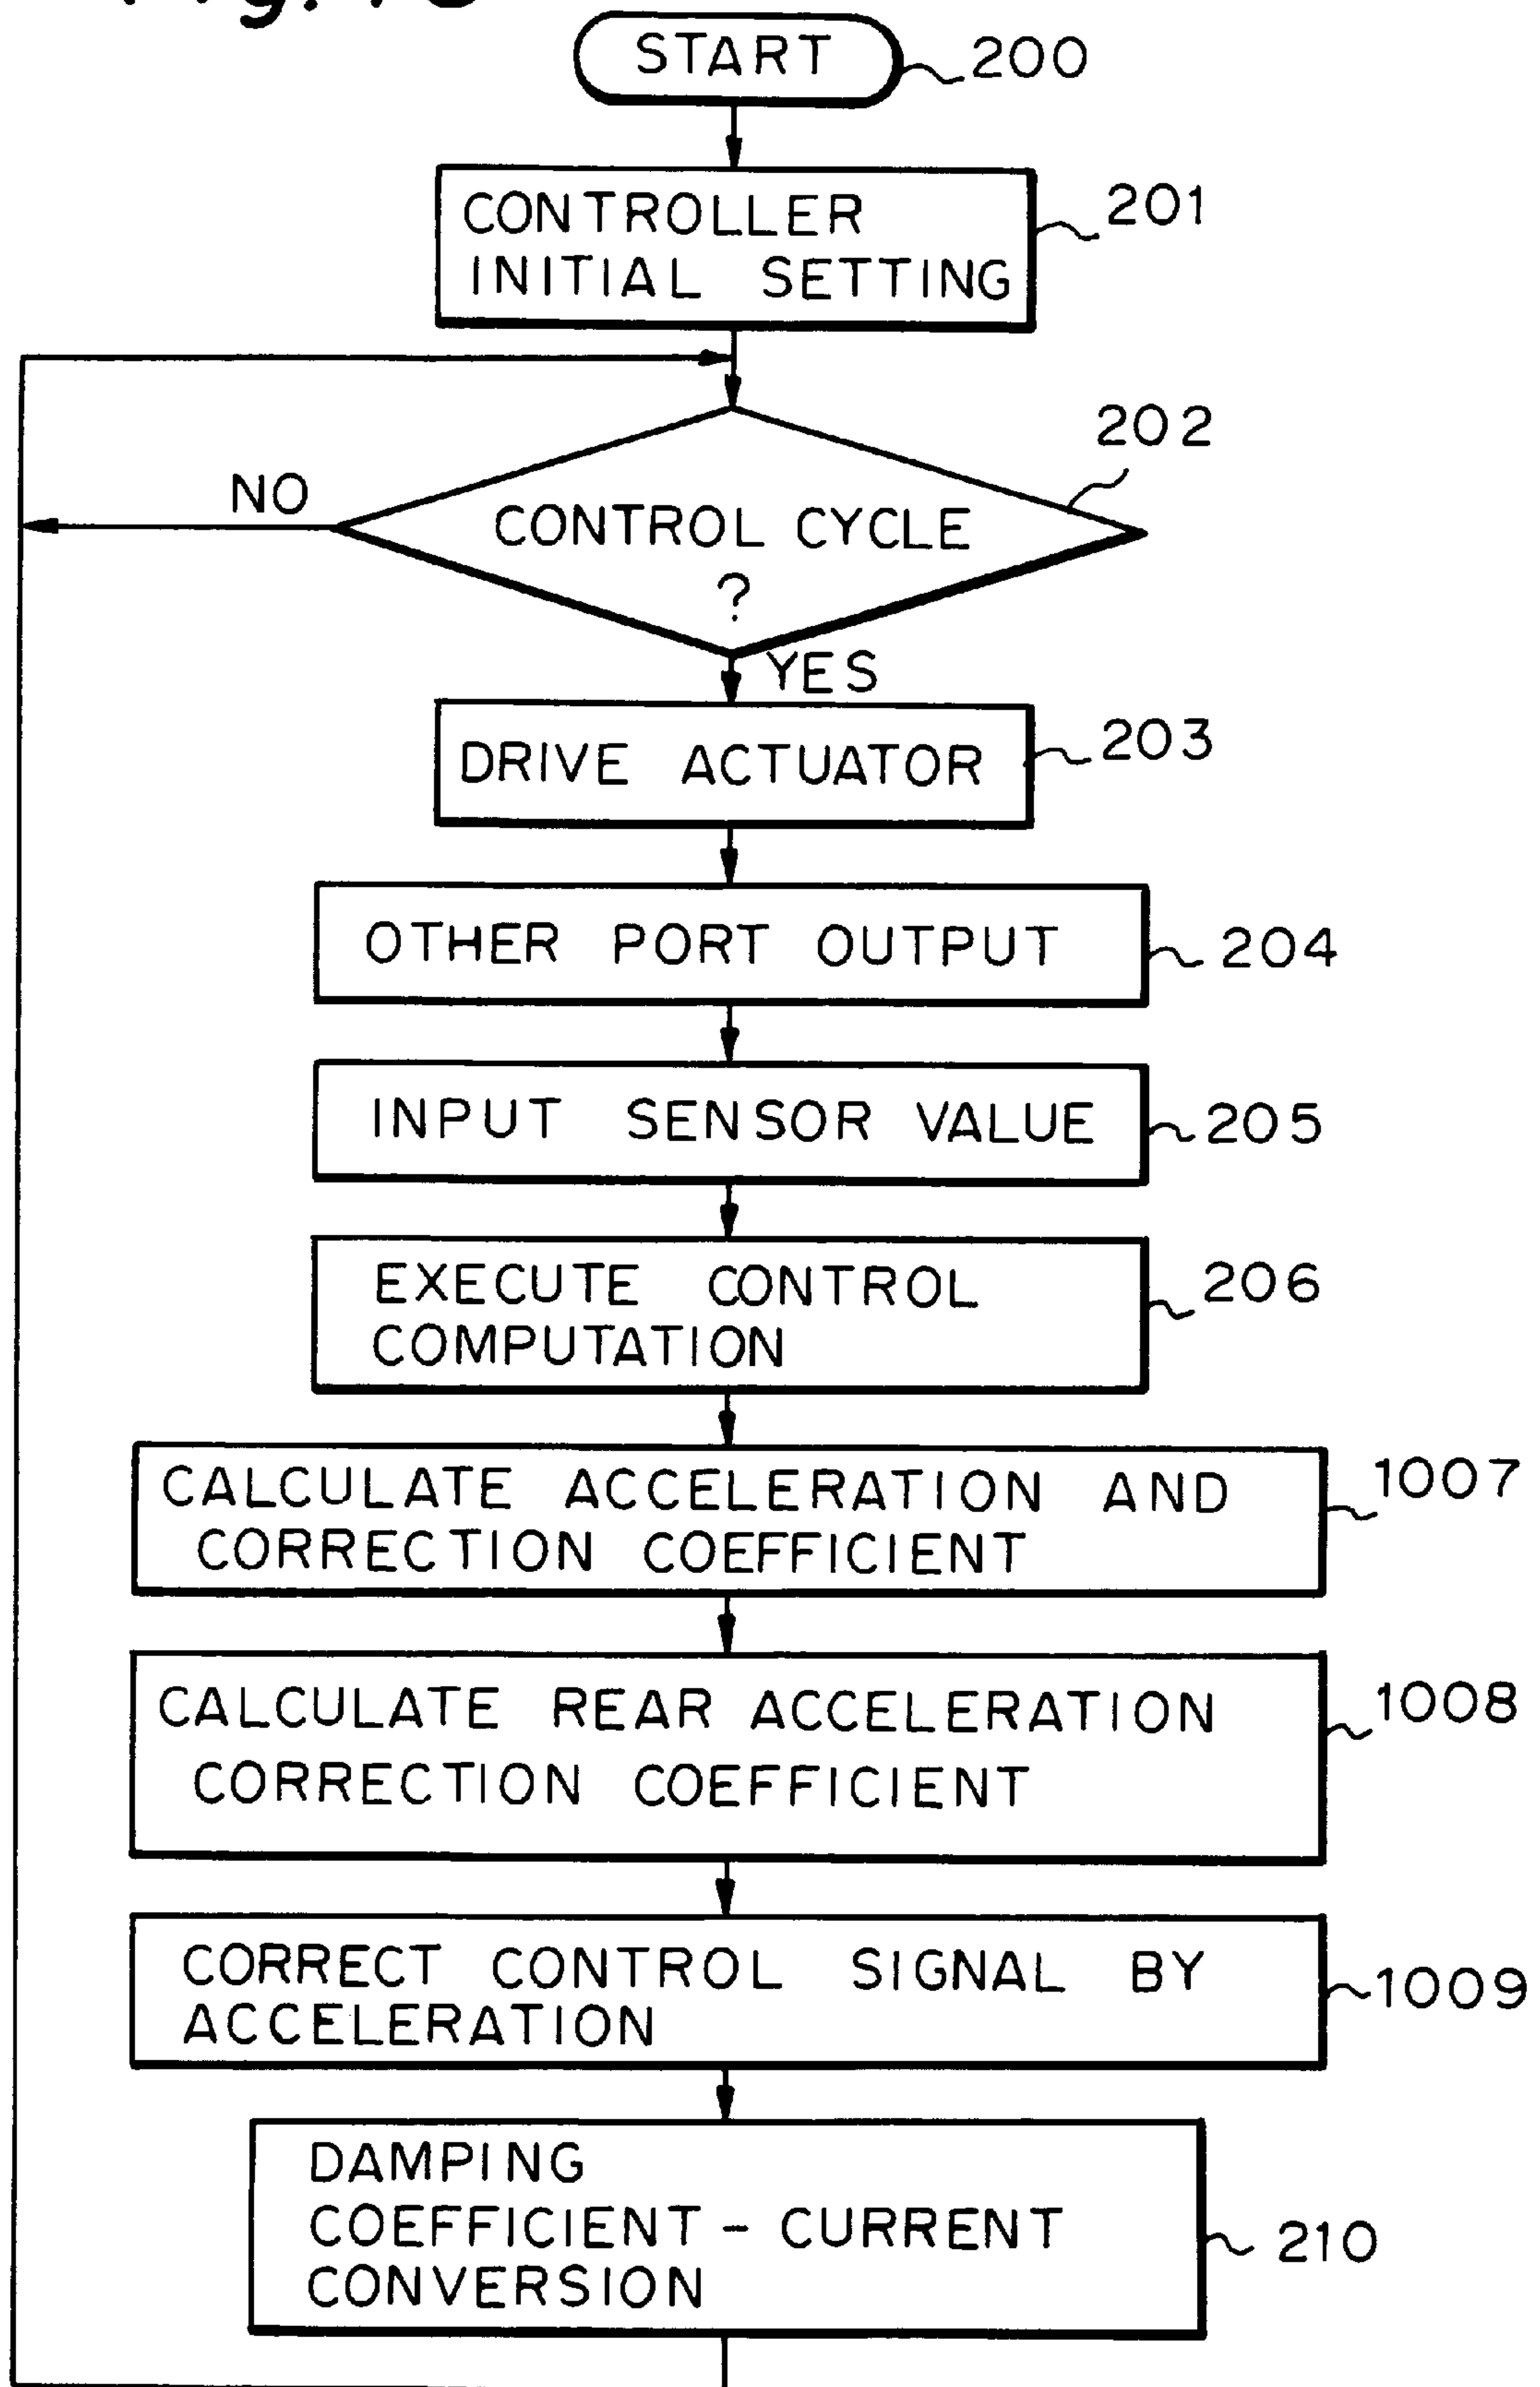 START 200
CONTROLLER
INITIAL SETTING
201
202
NO
CONTROL CYCLE
?
YES
DRIVE ACTUATOR 203
OTHER PORT OUTPUT 204
INPUT SENSOR VALUE 205
EXECUTE CONTROL
COMPUTATION
206
CALCULATE ACCELERATION AND
CORRECTION COEFFICIENT
1007
CALCULATE REAR ACCELERATION
CORRECTION COEFFICIENT
1008
CORRECT CONTROL SIGNAL BY
ACCELERATION
1009
DAMPING
COEFFICIENT - CURRENT
CONVERSION
210